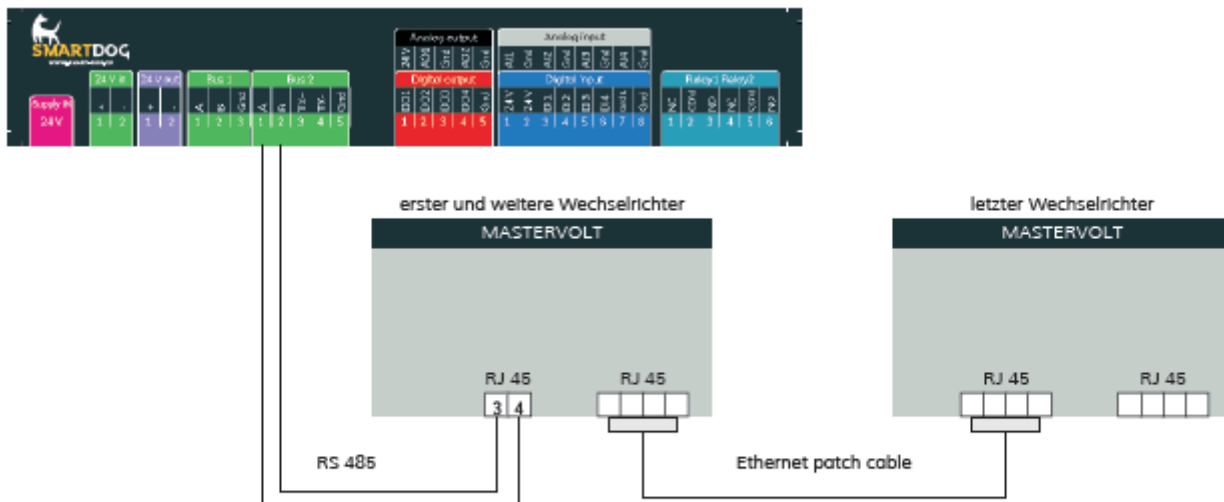 SMARTDOG
Analog output
Analog input
24V AO1 Gnd AO2 Gnd
AI1 Gnd AI2 Gnd AI3 Gnd AI4 Gnd
24 V in
24 V out
Bus 1
Bus 2
Digital output
Digital input
Relay1 Relay2
+ - + - A B Gnd A B
Gnd
DO1 DO2 DO3 DO4 Gnd
24 V 24 V DI1 DI2 DI3 DI4
Gnd
NC
NC
Supply IN
24V
1 2 1 2 1 2 3 1 2 3 4 5 1 2 3 4 5 1 2 3 4 5 6 7 8 1 2 3 4 5 6
erster und weitere Wechselrichter
letzter Wechselrichter
MASTERVOLT
MASTERVOLT
RJ 45
RJ 45
RJ 45
RJ 45
3 4
RS 485
Ethernet patch cable